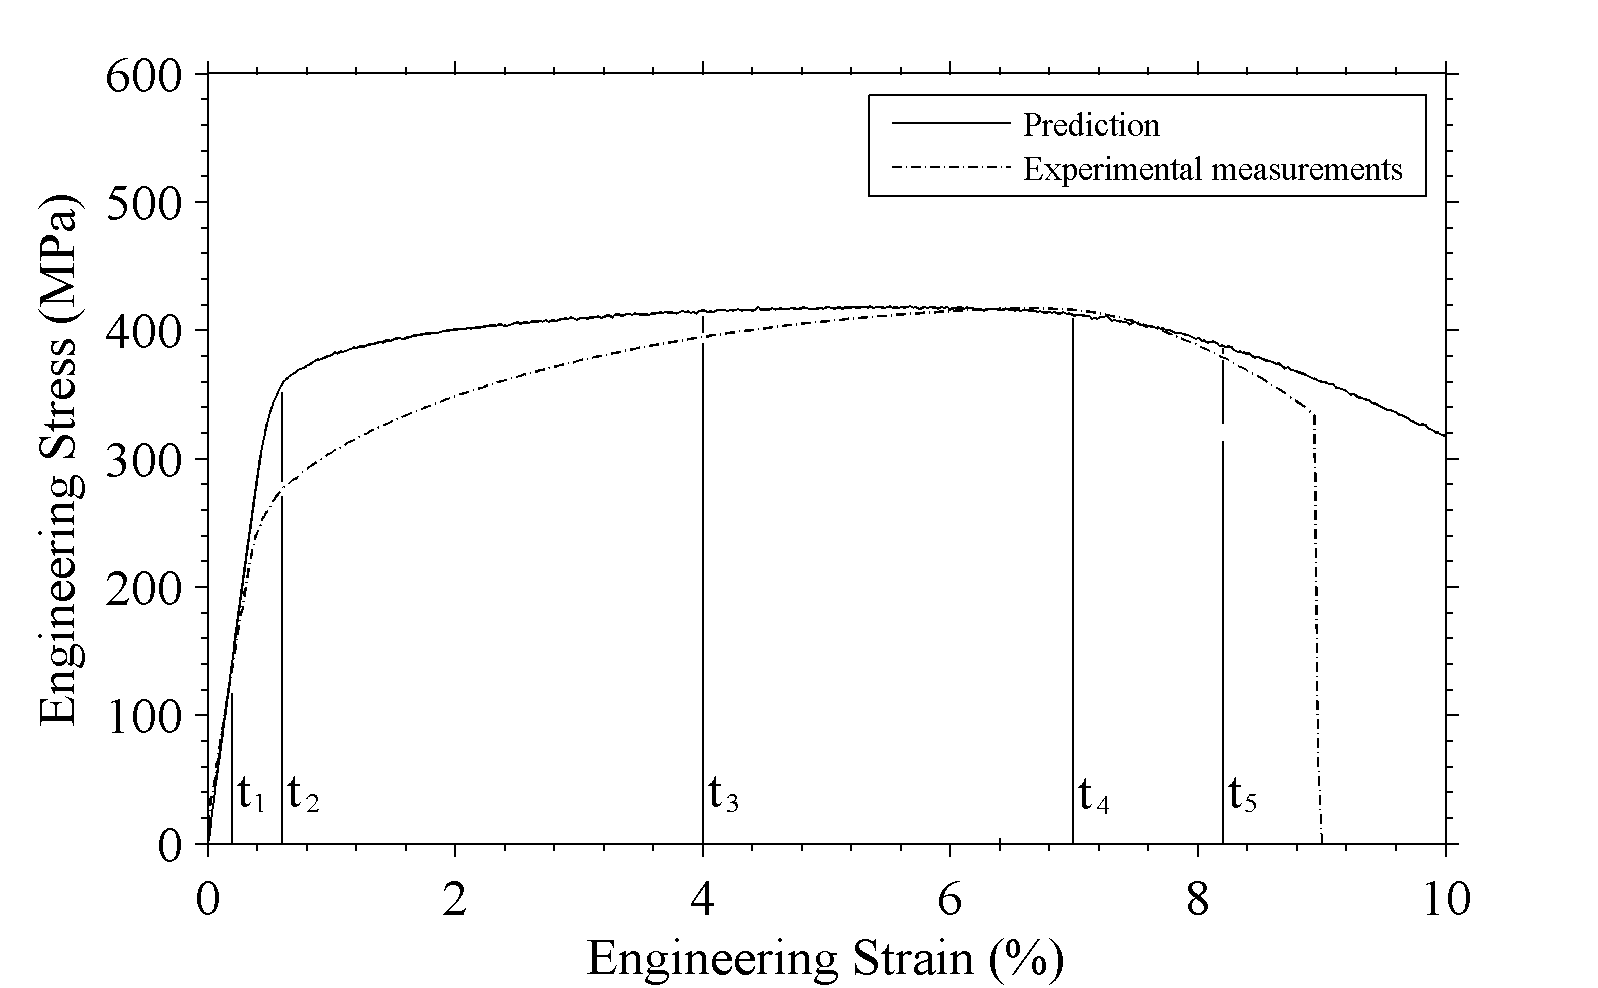 600
500
400
300
200
100
0
Engineering Stress (MPa)
Prediction
Experimental measurements
t1
t2
t3
t4
t5
0 2 4 6 8 10
Engineering Strain (%)